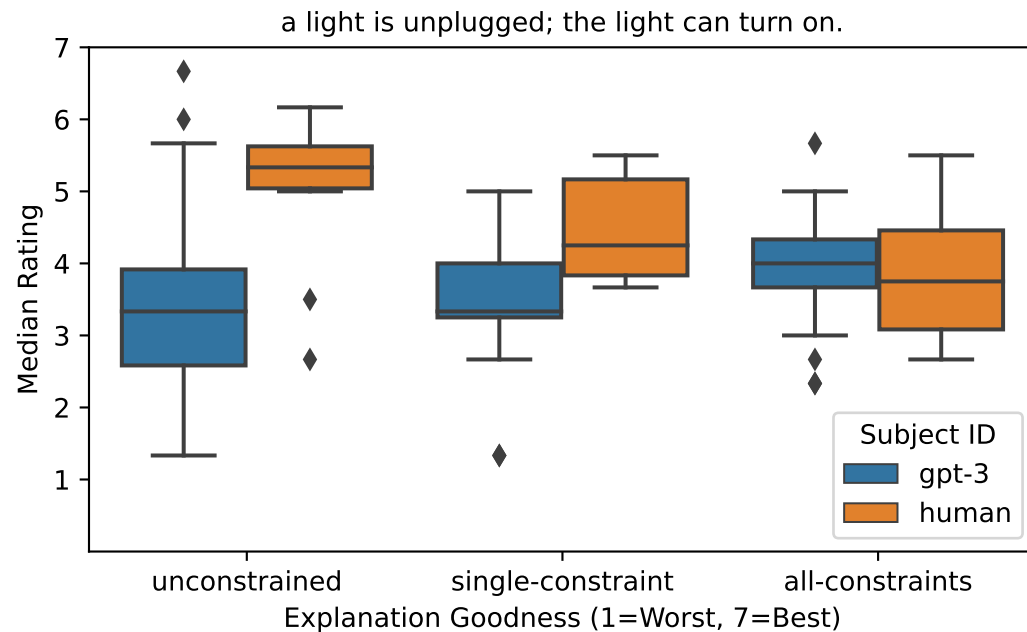 a light is unplugged; the light can turn on.
Median Rating
7
6
5
4
3
2
1
Subject ID
gpt-3
human
unconstrained
single-constraint
all-constraints
Explanation Goodness (1=Worst, 7=Best)